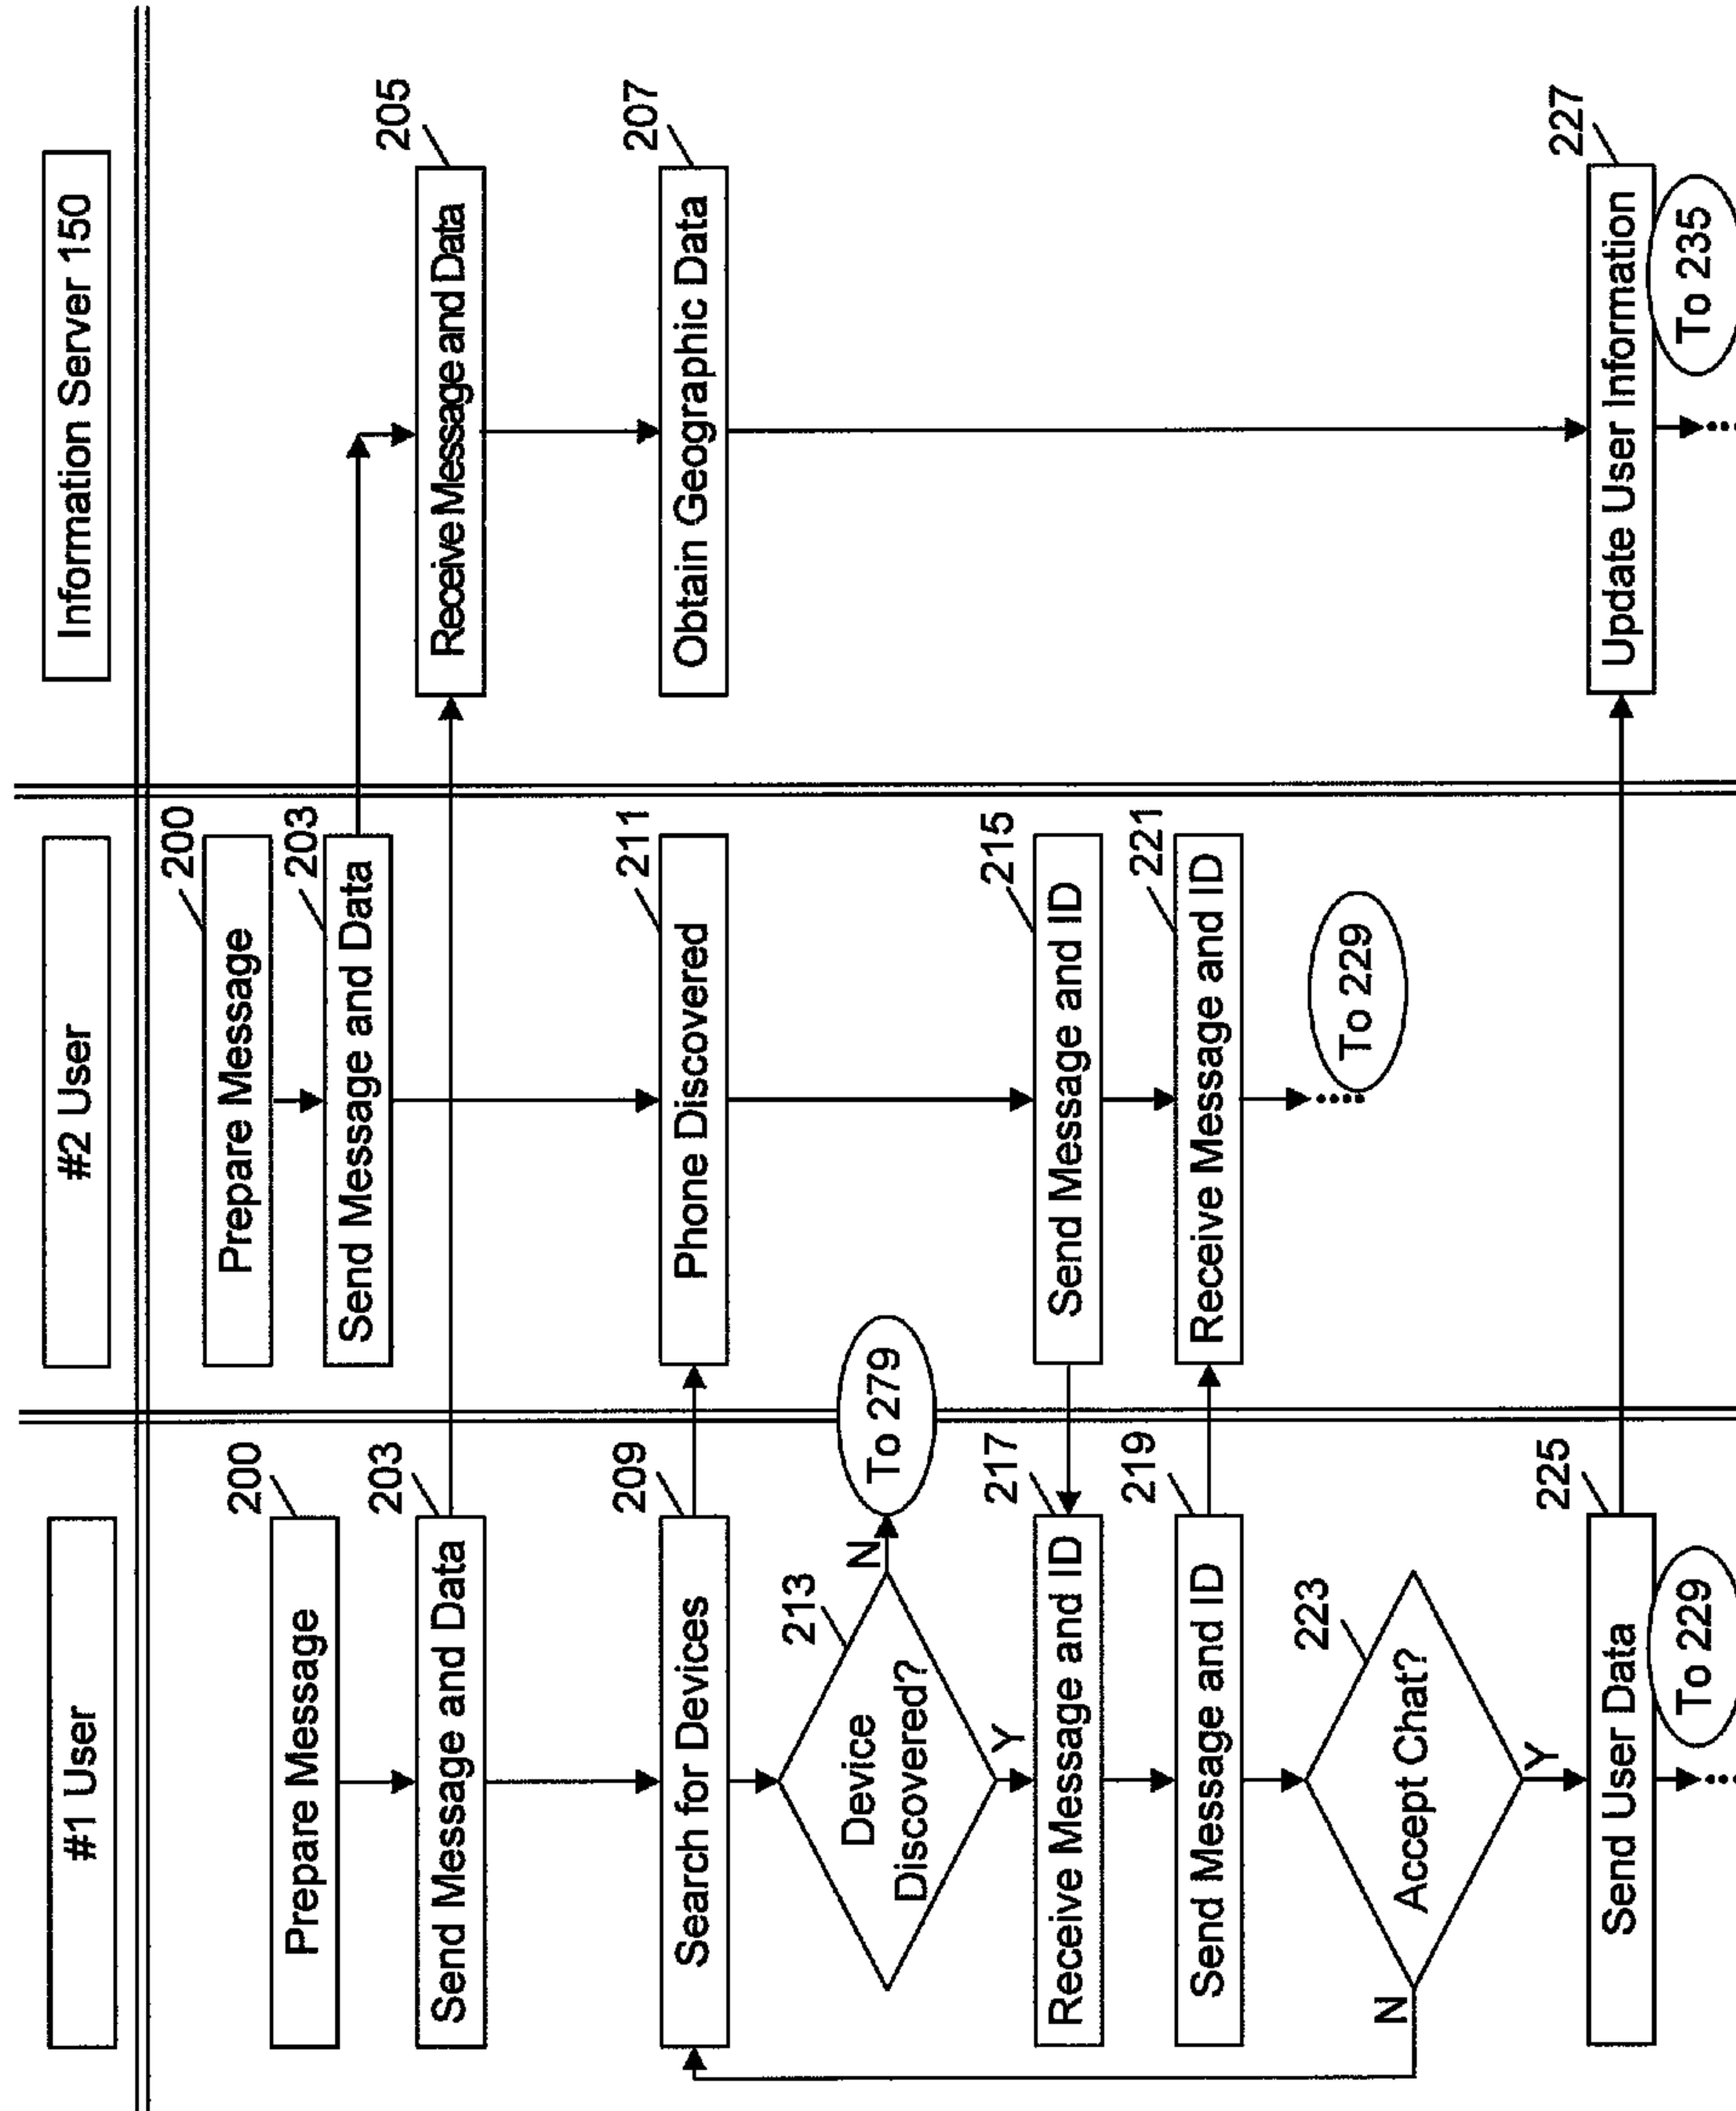 #1 User
#2 User
Information Server 150
200
Prepare Message
200
Prepare Message
203
Send Message and Data
203
Send Message and Data
205
Receive Message and Data
209
Search for Devices
211
Phone Discovered
207
Obtain Geographic Data
213
Device
Discovered?
N
To 279
Y
217
Receive Message and ID
215
Send Message and ID
219
Send Message and ID
221
Receive Message and ID
To 229
223
Accept Chat?
N
Y
225
Send User Data
To 229
227
Update User Information
To 235